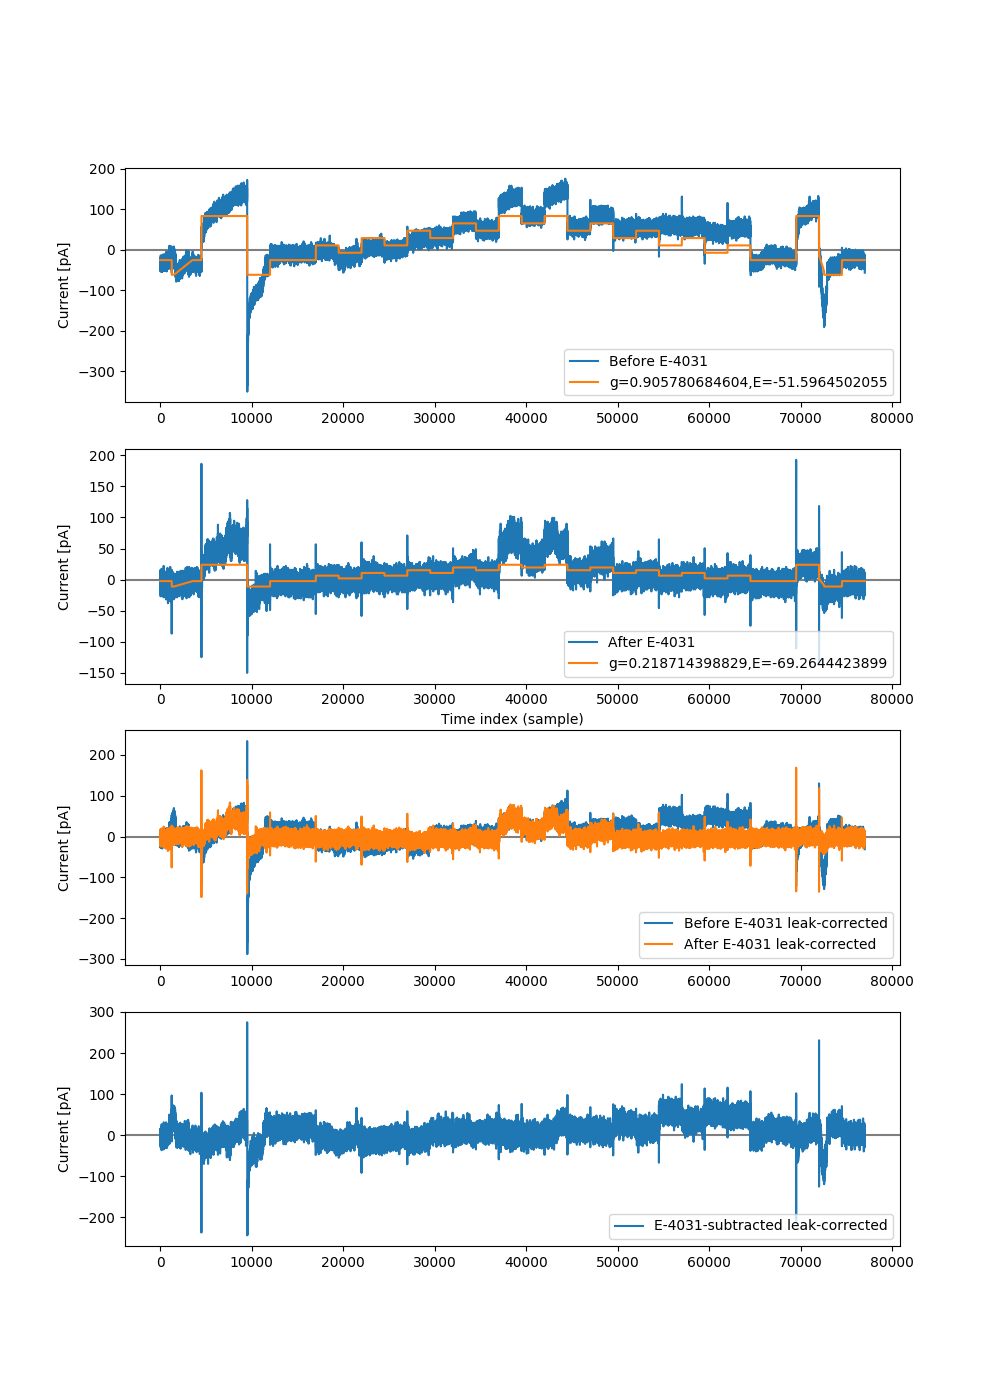 200
100
0
−100
−200
−300
Current [pA]
Before E-4031
g=0.905780684604,E=-51.5964502055
0 10000 20000 30000 40000 50000 60000 70000 80000
200
150
100
50
0
−50
−100
−150
Current [pA]
After E-4031
g=0.218714398829,E=-69.2644423899
0 10000 20000 30000 40000 50000 60000 70000 80000
Time index (sample)
200
100
0
−100
−200
−300
Current [pA]
Before E-4031 leak-corrected
After E-4031 leak-corrected
0 10000 20000 30000 40000 50000 60000 70000 80000
300
200
100
0
−100
−200
Current [pA]
E-4031-subtracted leak-corrected
0 10000 20000 30000 40000 50000 60000 70000 80000